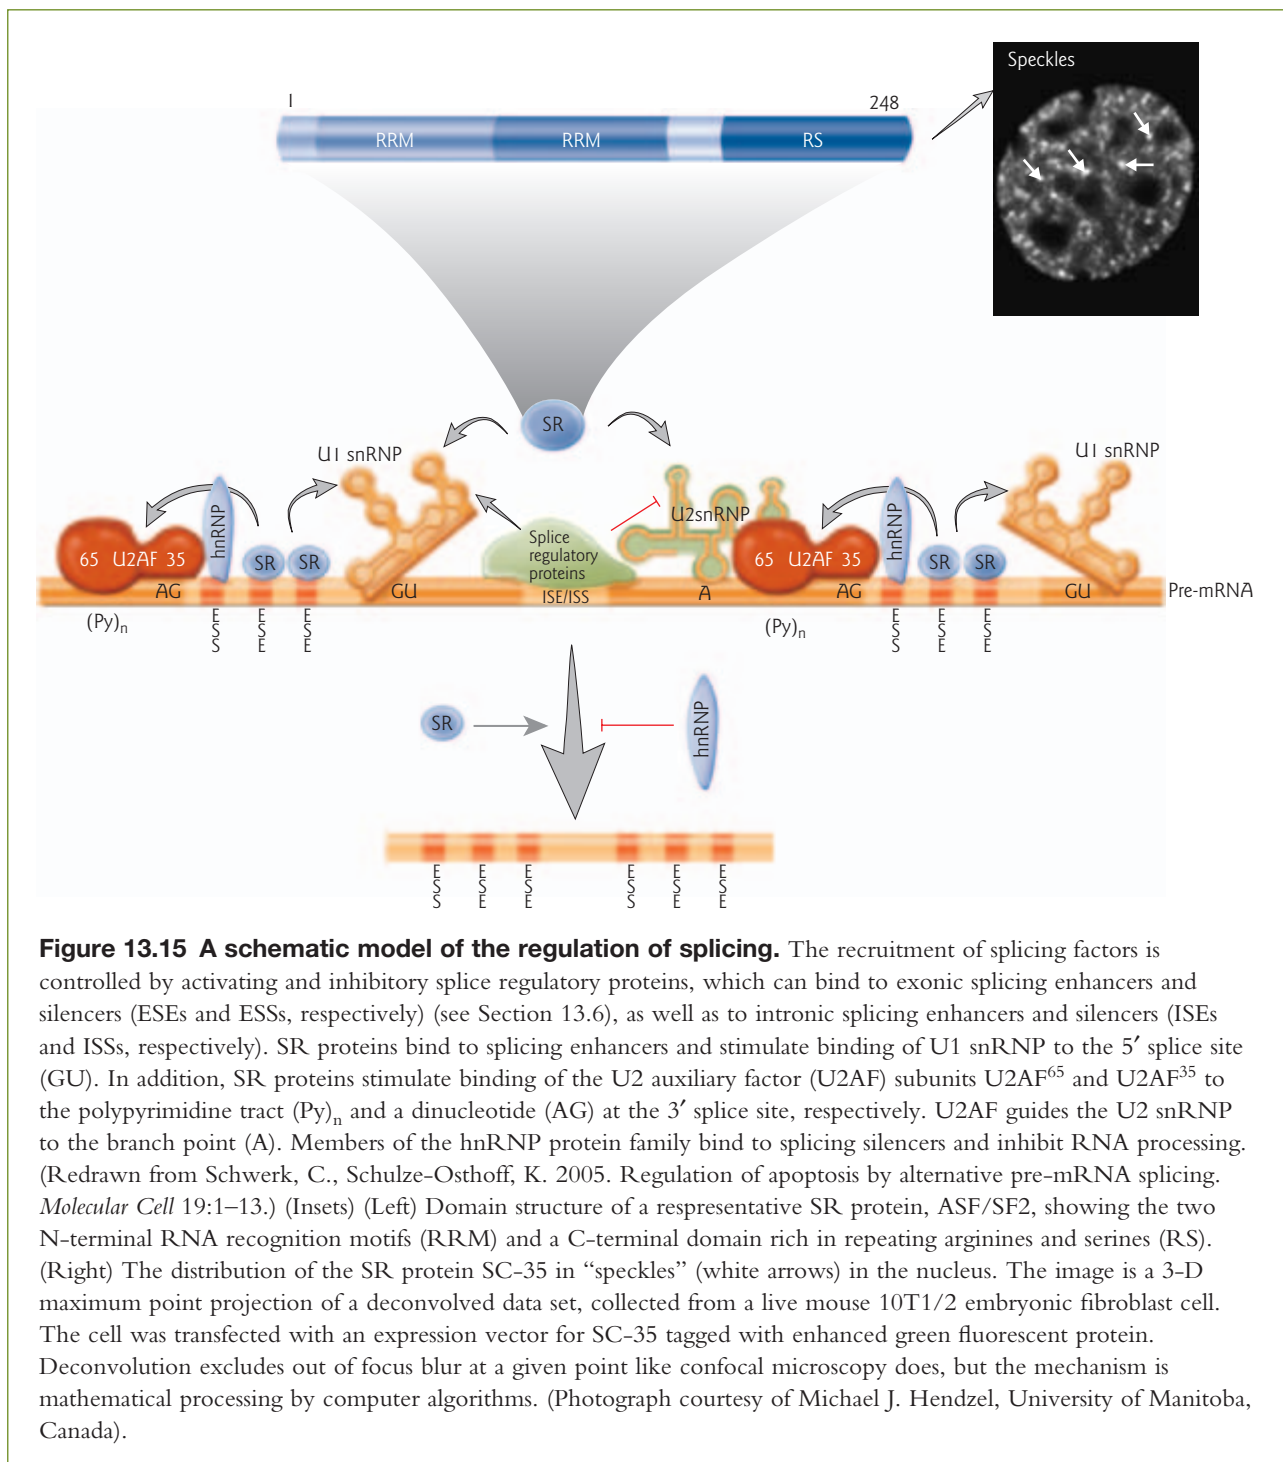 Speckles
1 248
RRM RRM RS
SR
U1 snRNP U1 snRNP
hnRNP U2snRNP hnRNP
65 U2AF 35 SR SR Splice regulatory proteins 65 U2AF 35 SR SR
AG GU ISE/ISS A AG GU Pre-mRNA
(Py)n ESS ESE ESE (Py)n ESS ESE ESE
SR hnRNP
ESS ESE ESE ESS ESE ESE
Figure 13.15 A schematic model of the regulation of splicing. The recruitment of splicing factors is
controlled by activating and inhibitory splice regulatory proteins, which can bind to exonic splicing enhancers and
silencers (ESEs and ESSs, respectively) (see Section 13.6), as well as to intronic splicing enhancers and silencers (ISEs
and ISSs, respectively). SR proteins bind to splicing enhancers and stimulate binding of U1 snRNP to the 5′ splice site
(GU). In addition, SR proteins stimulate binding of the U2 auxiliary factor (U2AF) subunits U2AF65 and U2AF35 to
the polypyrimidine tract (Py)n and a dinucleotide (AG) at the 3′ splice site, respectively. U2AF guides the U2 snRNP
to the branch point (A). Members of the hnRNP protein family bind to splicing silencers and inhibit RNA processing.
(Redrawn from Schwerk, C., Schulze-Osthoff, K. 2005. Regulation of apoptosis by alternative pre-mRNA splicing.
Molecular Cell 19:1–13.) (Insets) (Left) Domain structure of a respresentative SR protein, ASF/SF2, showing the two
N-terminal RNA recognition motifs (RRM) and a C-terminal domain rich in repeating arginines and serines (RS).
(Right) The distribution of the SR protein SC-35 in “speckles” (white arrows) in the nucleus. The image is a 3-D
maximum point projection of a deconvolved data set, collected from a live mouse 10T1/2 embryonic fibroblast cell.
The cell was transfected with an expression vector for SC-35 tagged with enhanced green fluorescent protein.
Deconvolution excludes out of focus blur at a given point like confocal microscopy does, but the mechanism is
mathematical processing by computer algorithms. (Photograph courtesy of Michael J. Hendzel, University of Manitoba,
Canada).